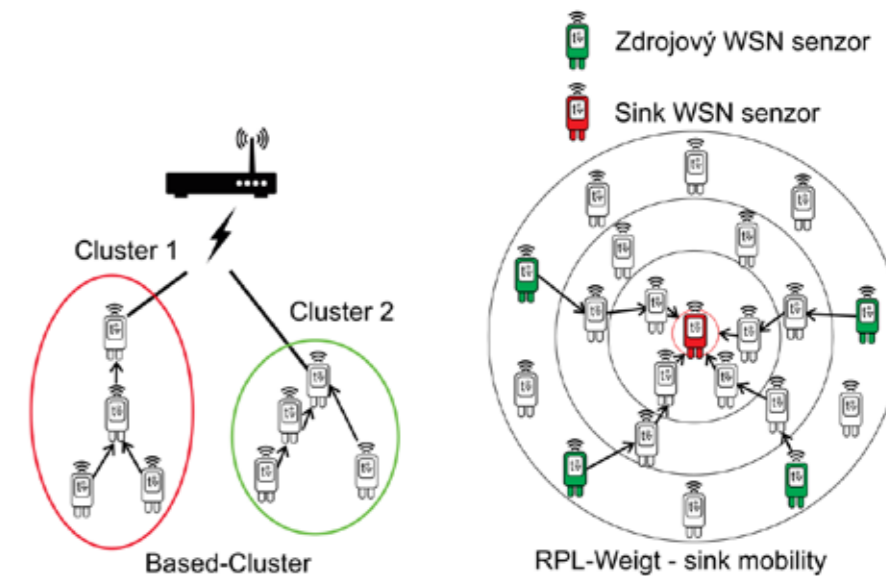 Zdrojový WSN senzor
Sink WSN senzor
Cluster 1
Cluster 2
Based-Cluster
RPL-Weigt - sink mobility